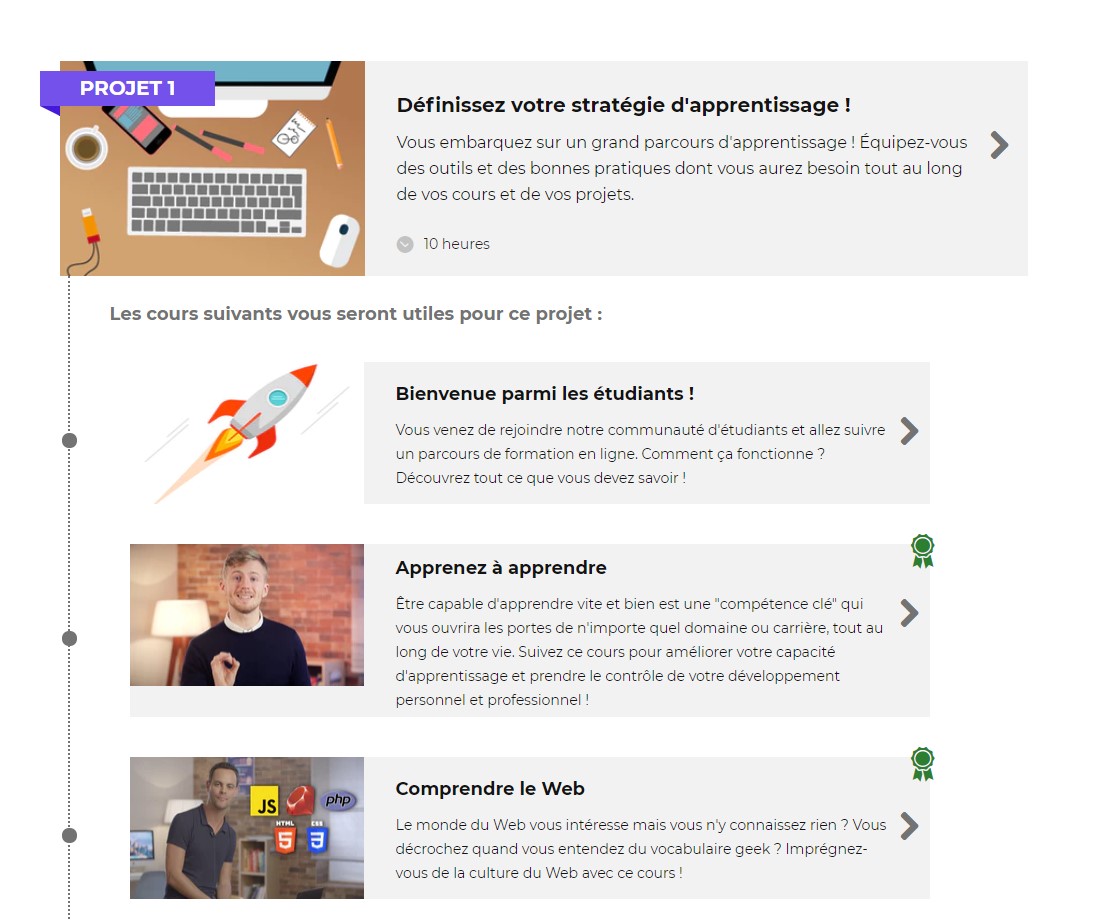 PROJET 1
Définissez votre stratégie d'apprentissage !
Vous embarquez sur un grand parcours d'apprentissage ! Équipez-vous
des outils et des bonnes pratiques dont vous aurez besoin tout au long
de vos cours et de vos projets.
10 heures
Les cours suivants vous seront utiles pour ce projet :
Bienvenue parmi les étudiants !
Vous venez de rejoindre notre communauté d'étudiants et allez suivre
un parcours de formation en ligne. Comment ça fonctionne ?
Découvrez tout ce que vous devez savoir !
Apprenez à apprendre
Être capable d'apprendre vite et bien est une "compétence clé" qui
vous ouvrira les portes de n'importe quel domaine ou carrière, tout au
long de votre vie. Suivez ce cours pour améliorer votre capacité
d'apprentissage et prendre le contrôle de votre développement
personnel et professionnel !
JS
php
HTML
5
CSS
3
Comprendre le Web
Le monde du Web vous intéresse mais vous n'y connaissez rien ? Vous
décrochez quand vous entendez du vocabulaire geek ? Imprégnez-
vous de la culture du Web avec ce cours !